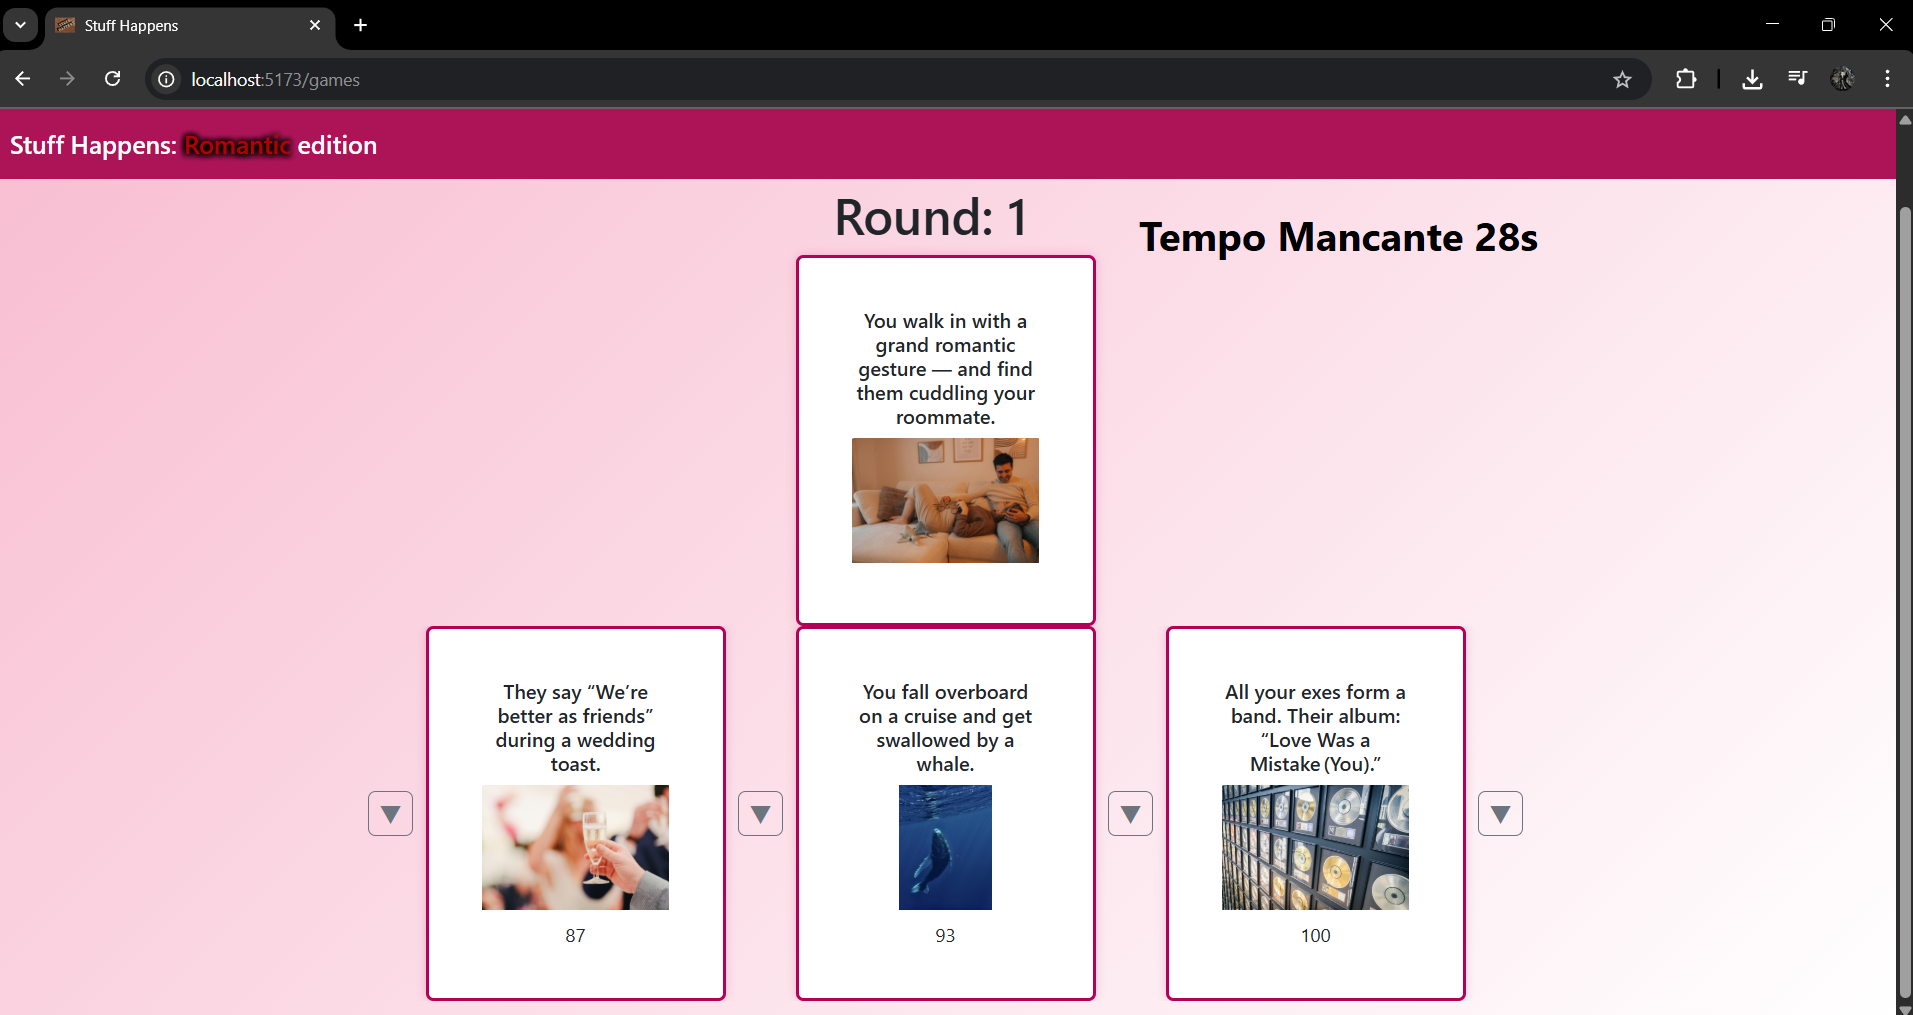 Stuff Happens
localhost:5173/games
Stuff Happens: Romantic edition
Round: 1
Tempo Mancante 28s
You walk in with a
grand romantic
gesture — and find
them cuddling your
roommate.
They say “We’re
better as friends”
during a wedding
toast.
87
You fall overboard
on a cruise and get
swallowed by a
whale.
93
All your exes form a
band. Their album:
“Love Was a
Mistake (You).”
100